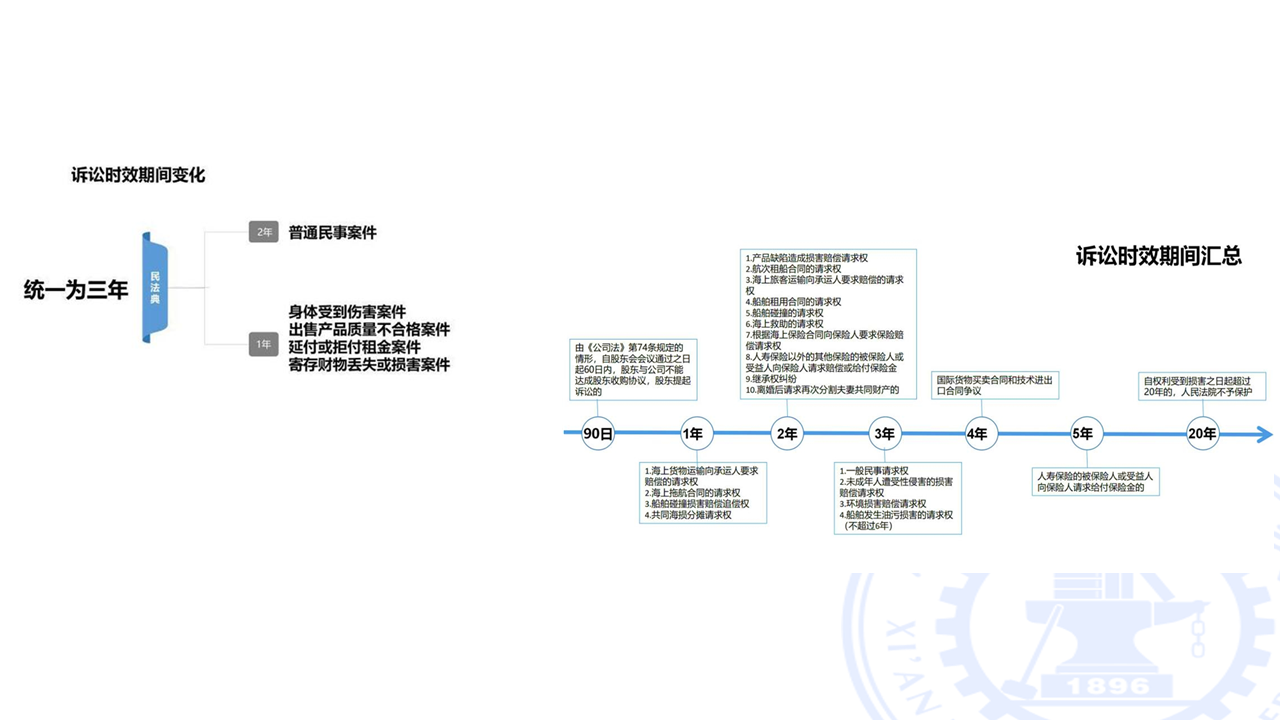 诉讼时效期间变化
2年
普通民事案件
民
法
典
统一为三年
1年
身体受到伤害案件
出售产品质量不合格案件
延付或拒付租金案件
寄存财物丢失或损害案件
诉讼时效期间汇总
由《公司法》第74条规定的
情形，自股东会会议通过之日
起60日内，股东与公司不能
达成股东收购协议，股东提起
诉讼的
1.产品缺陷造成损害赔偿请求权
2.航次租船合同的请求权
3.海上旅客运输向承运人要求赔偿的请求
权
4.船舶租用合同的请求权
5.船舶碰撞的请求权
6.海上救助的请求权
7.根据海上保险合同向保险人要求保险赔
偿请求权
8.人寿保险以外的其他保险的被保险人或
受益人向保险人请求赔偿或给付保险金
9.继承权纠纷
10.离婚后请求再次分割夫妻共同财产的
国际货物买卖合同和技术进出
口合同争议
自权利受到损害之日起超过
20年的，人民法院不予保护
90日
1年
2年
3年
4年
5年
20年
1.海上货物运输向承运人要求
赔偿的请求权
2.海上拖航合同的请求权
3.船舶碰撞损害赔偿追偿权
4.共同海损分摊请求权
1.一般民事请求权
2.未成年人遭受性侵害的损害
赔偿请求权
3.环境损害赔偿请求权
4.船舶发生油污损害的请求权
（不超过6年）
人寿保险的被保险人或受益人
向保险人请求给付保险金的
XI'AN
1896